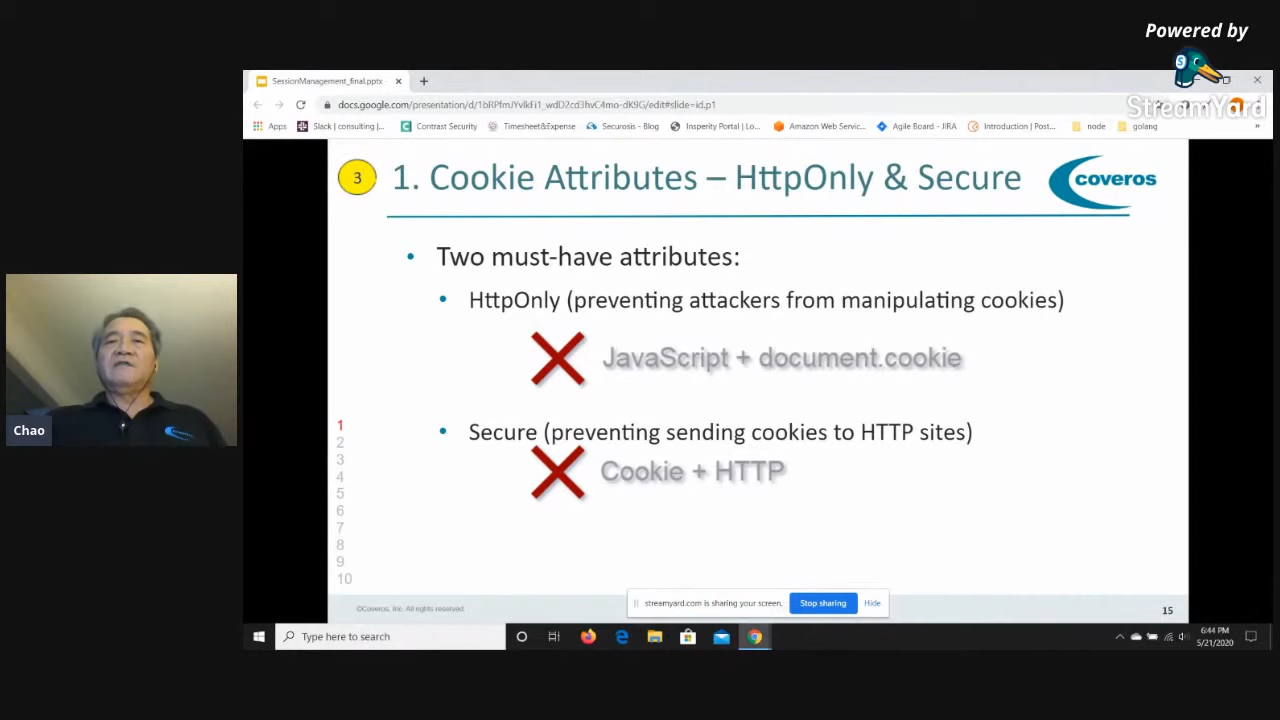 Powered by
StreamYard
SessionManagement_final.pptx
docs.google.com/presentation/d/1bRPfmJYvlkFi1_wdD2cd3hvC4mo-dK9G/edit#slide=id.p1
Apps
Slack | consulting |...
Contrast Security
Timesheet&Expense
Securosis - Blog
Insperity Portal | Lo...
Amazon Web Servic...
Agile Board - JIRA
Introduction | Post...
node
golang
»
3
1. Cookie Attributes – HttpOnly & Secure
coveros
• Two must-have attributes:
• HttpOnly (preventing attackers from manipulating cookies)
JavaScript + document.cookie
• Secure (preventing sending cookies to HTTP sites)
Cookie + HTTP
Chao
1
2
3
4
5
6
7
8
9
10
©Coveros, Inc. All rights reserved.
streamyard.com is sharing your screen.
Stop sharing
Hide
15
Type here to search
6:44 PM
5/21/2020